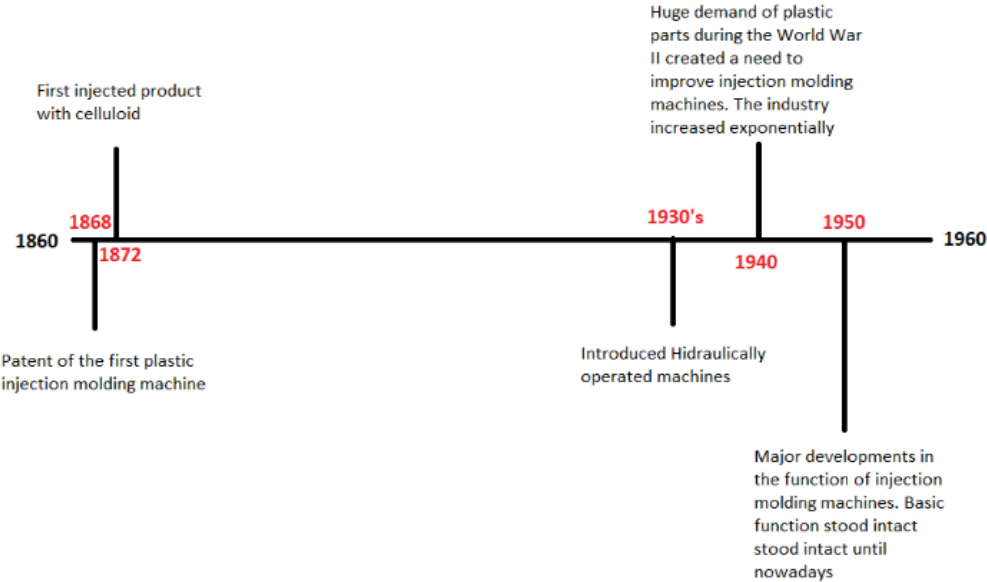 Huge demand of plastic
parts during the World War
II created a need to
improve injection molding
machines. The industry
increased exponentially
First injected product
with celluloid
1868
1930's
1950
1860
1960
1872
1940
Patent of the first plastic
injection molding machine
Introduced Hidraulically
operated machines
Major developments in
the function of injection
molding machines. Basic
function stood intact
stood intact until
nowadays